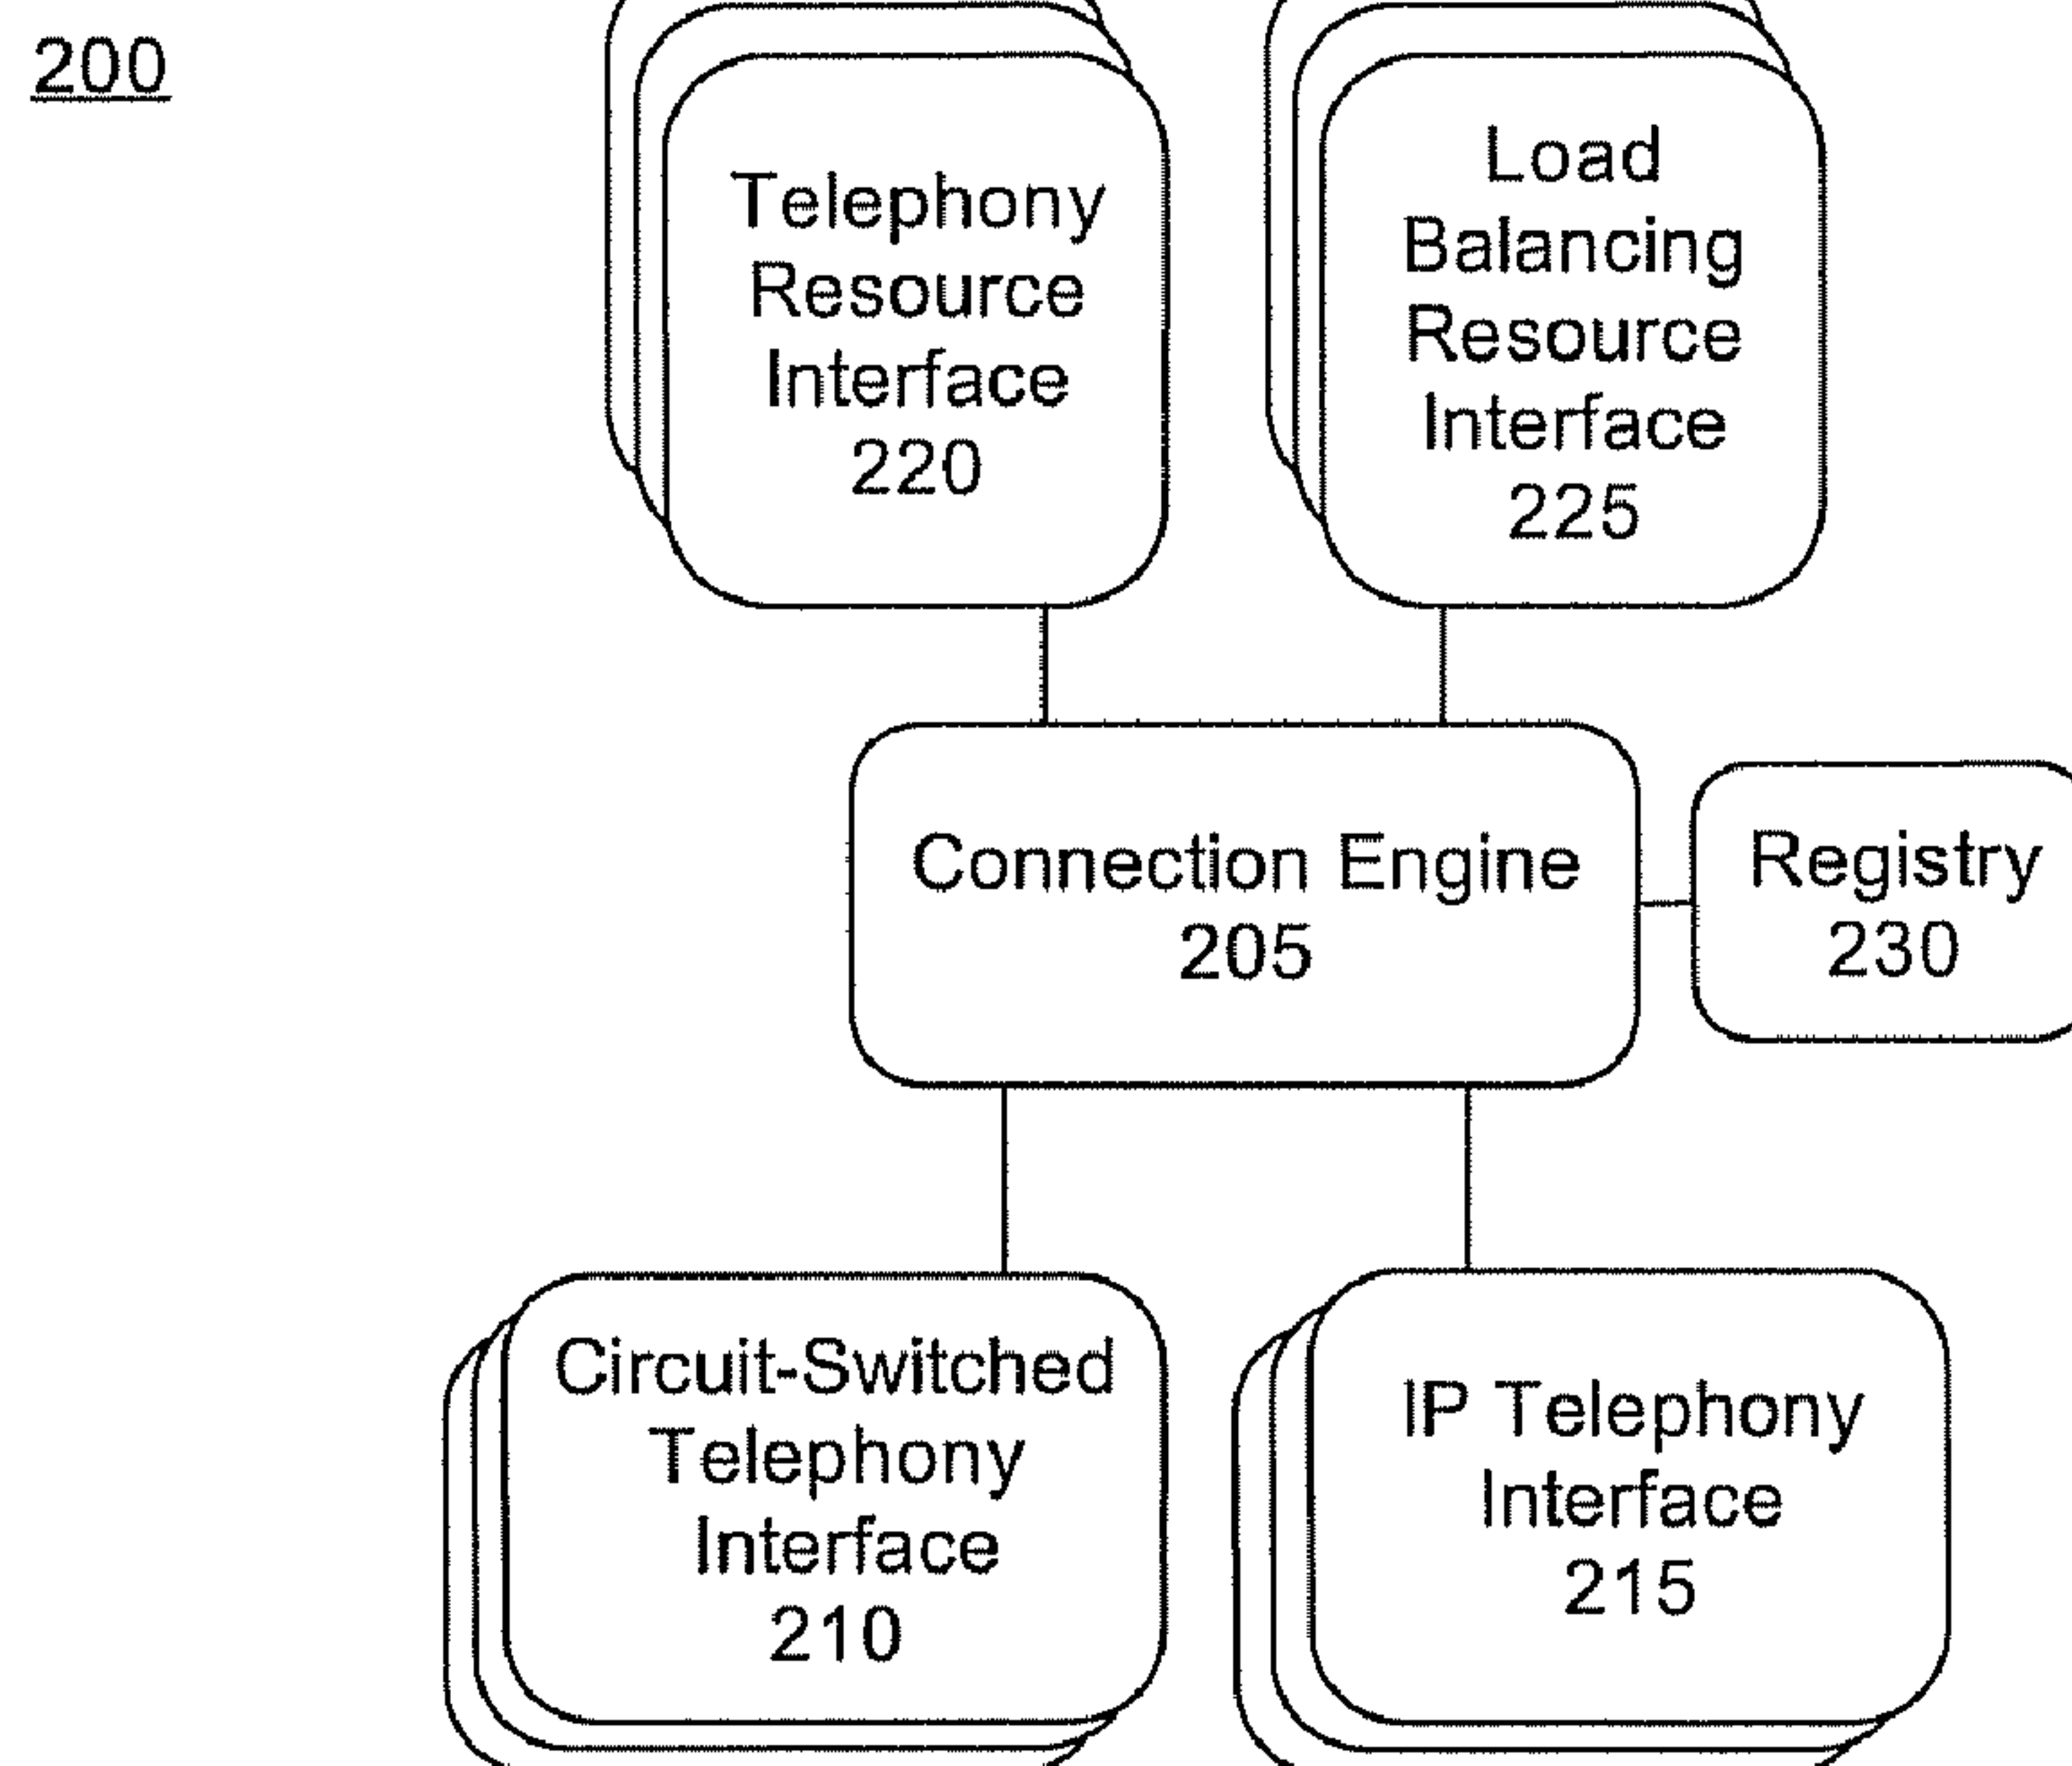 200
Telephony
Resource
Interface
220
Load
Balancing
Resource
Interface
225
Connection Engine
205
Registry
230
Circuit-Switched
Telephony
Interface
210
IP Telephony
Interface
215